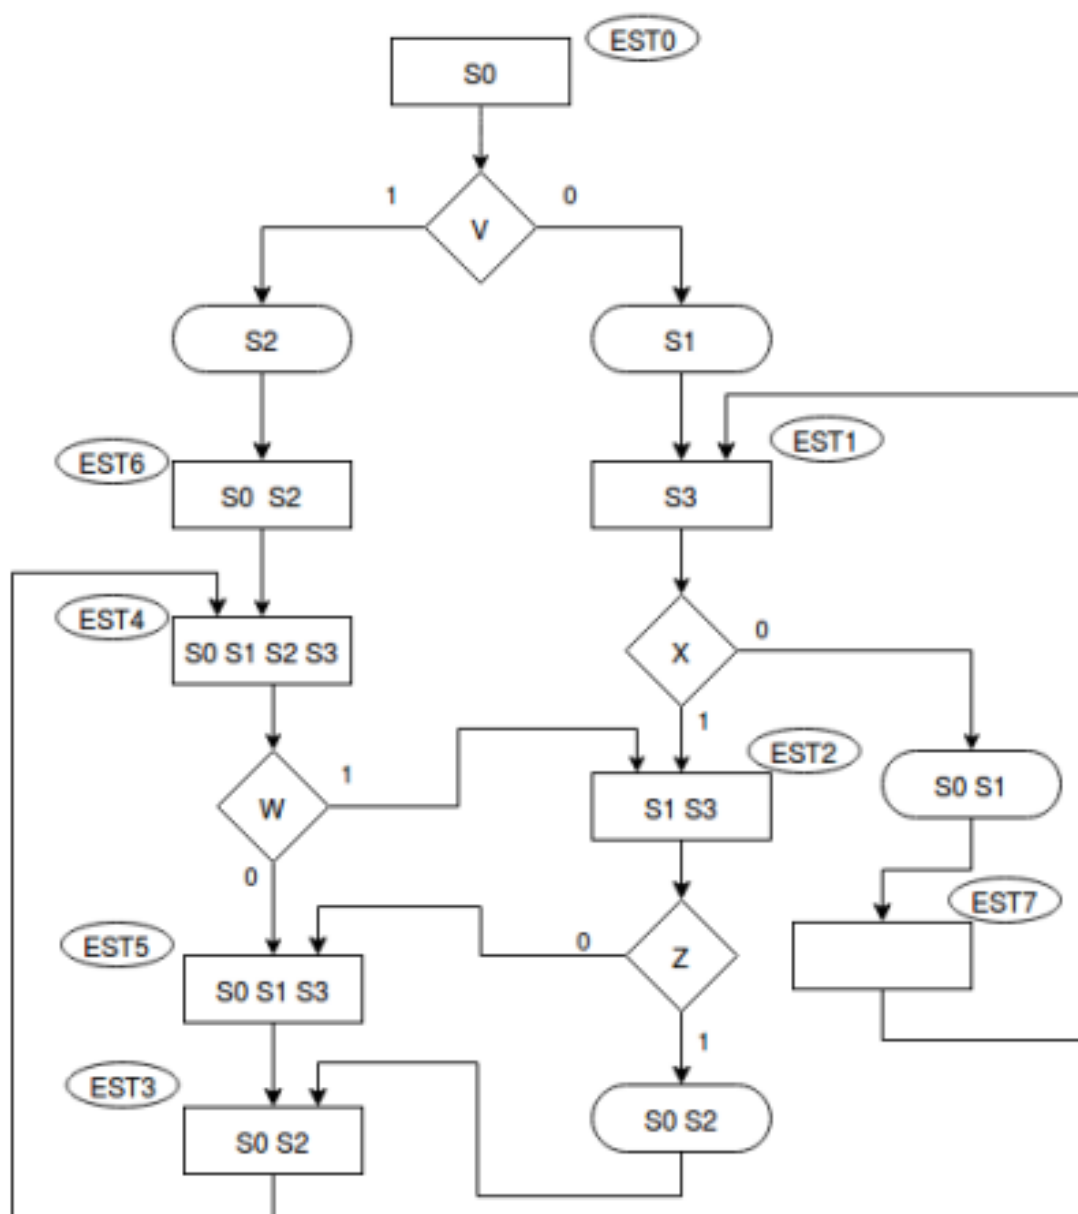 EST0
S0
1
0
V
S2
S1
EST6
EST1
S0 S2
S3
EST4
S0 S1 S2 S3
X
0
1
W
1
0
EST2
S1 S3
S0 S1
EST7
EST5
0
Z
1
S0 S1 S3
EST3
S0 S2
S0 S2